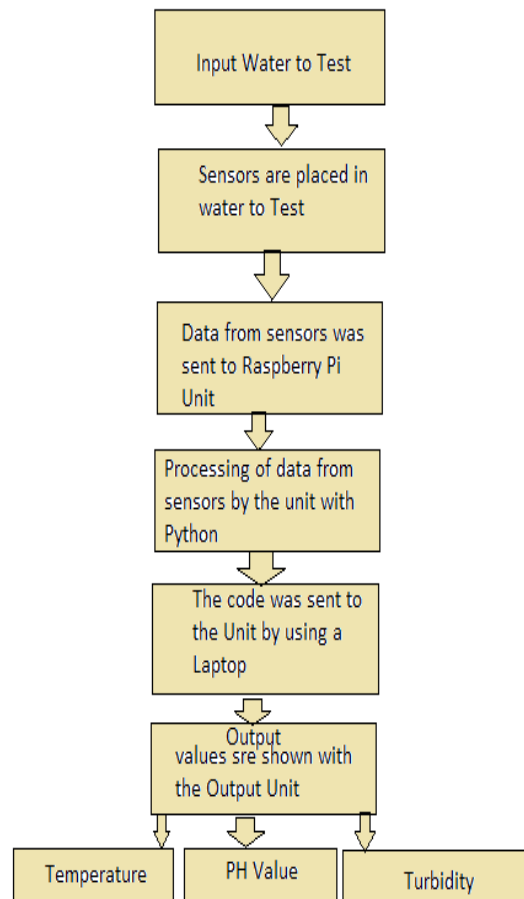 Input Water to Test
Sensors are placed in
water to Test
Data from sensors was
sent to Raspberry Pi
Unit
Processing of data from
sensors by the unit with
Python
The code was sent to
the Unit by using a
Laptop
Output
values sre shown with
the Output Unit
Temperature
PH Value
Turbidity